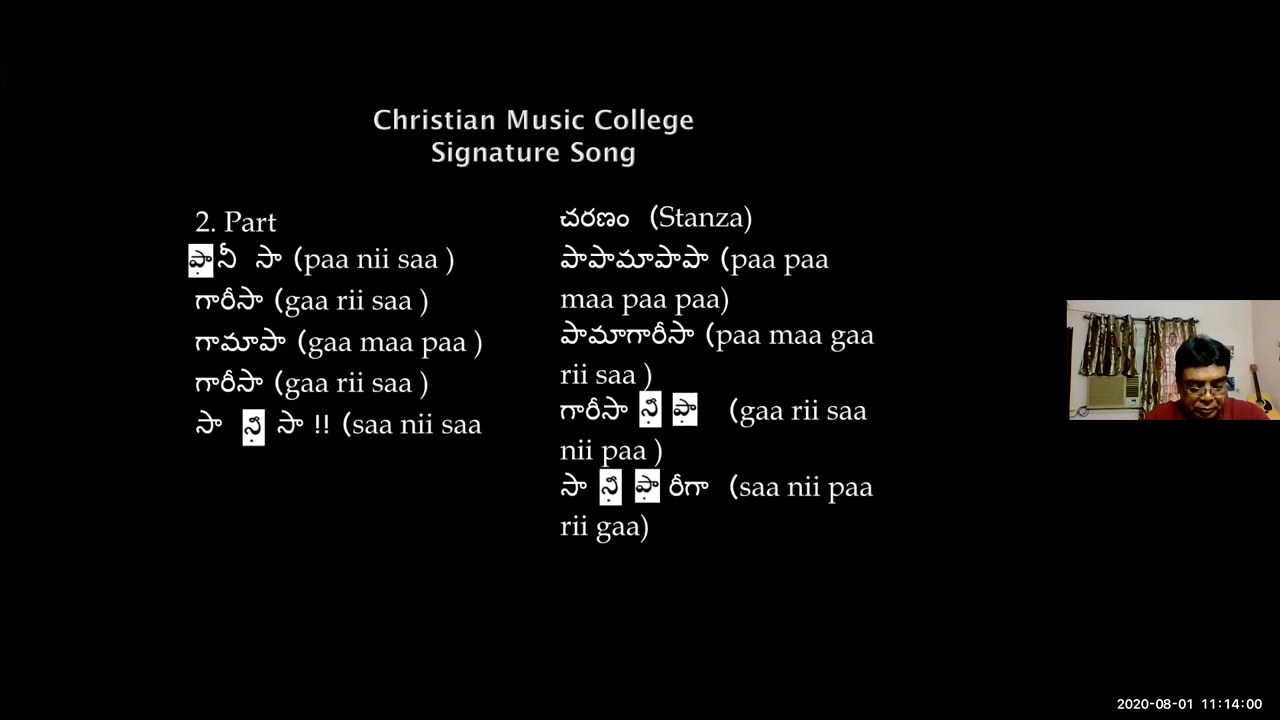 Christian Music College
Signature Song
2. Part
పా̣నీ సా (paa nii saa )
గారీసా (gaa rii saa )
గామాపా (gaa maa paa )
గారీసా (gaa rii saa )
సా నీ̣ సా !! (saa nii saa
చరణం (Stanza)
పాపామాపాపా (paa paa
maa paa paa)
పామాగారీసా (paa maa gaa
rii saa )
గారీసా నీ̣ పా̣ (gaa rii saa
nii paa )
సా నీ̣ పా̣ రీగా (saa nii paa
rii gaa)
2020-08-01 11:14:00